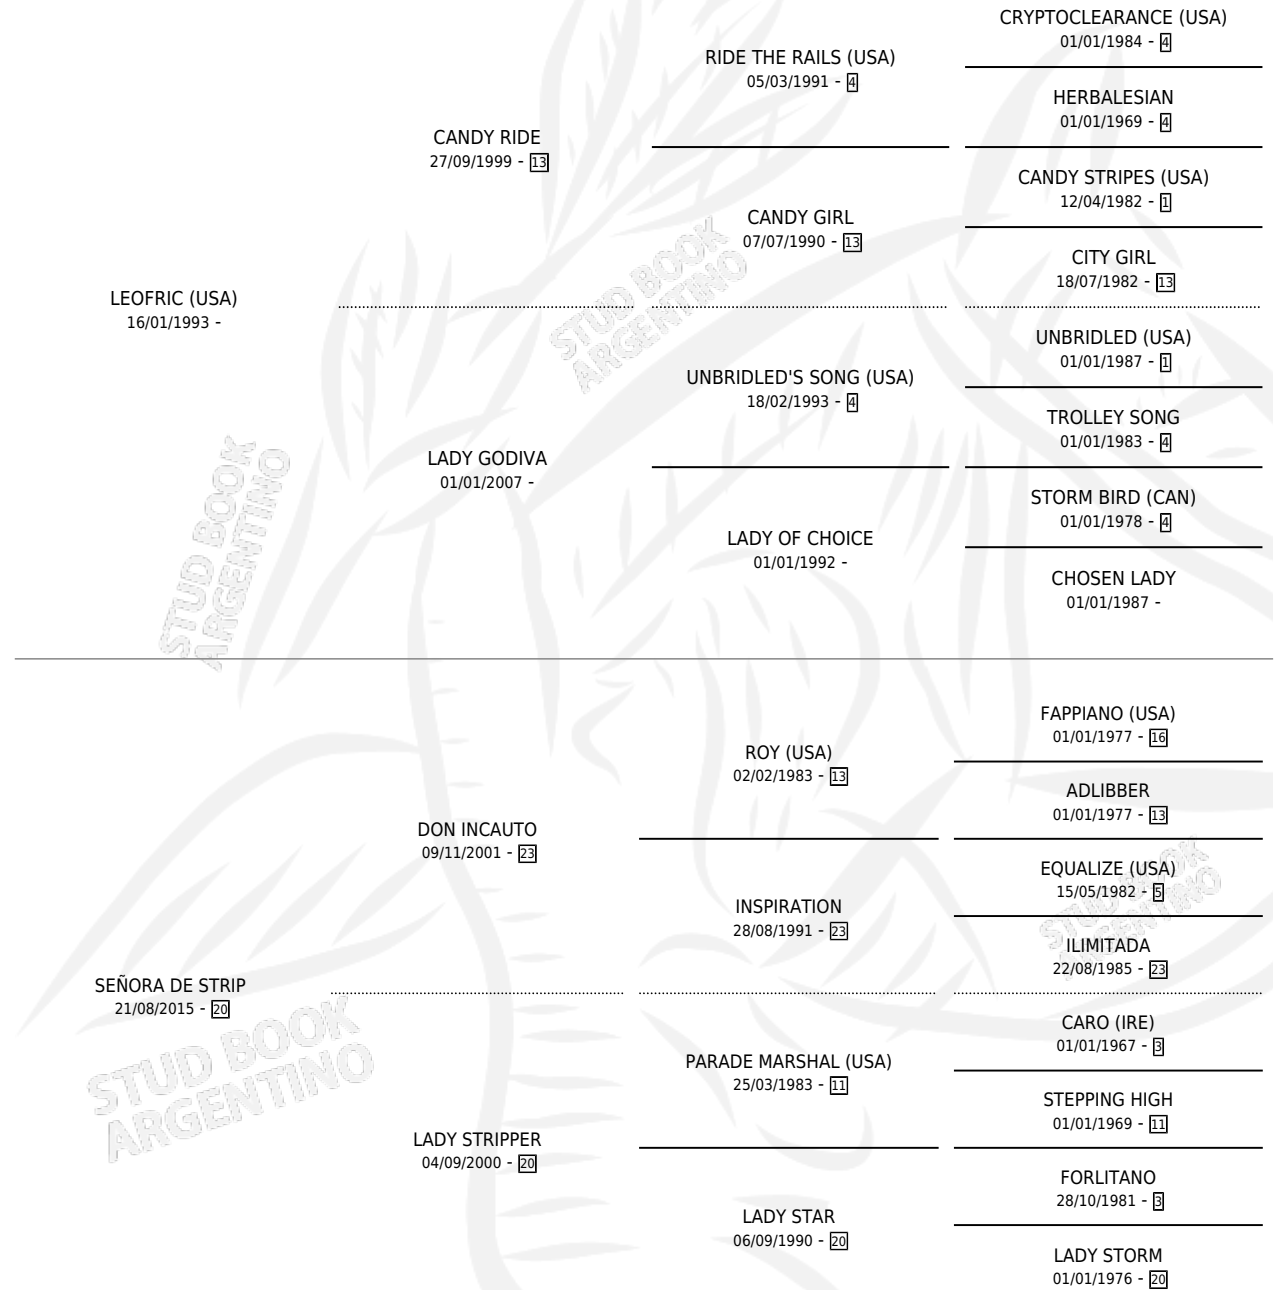 CRYPTOCLEARANCE (USA)
01/01/1984 - 4
RIDE THE RAILS (USA)
05/03/1991 - 4
HERBALESIAN
01/01/1969 - 4
CANDY RIDE
27/09/1999 - 13
CANDY STRIPES (USA)
12/04/1982 - 1
CANDY GIRL
07/07/1990 - 13
CITY GIRL
18/07/1982 - 13
LEOFRIC (USA)
16/01/1993 -
UNBRIDLED (USA)
01/01/1987 - 1
UNBRIDLED'S SONG (USA)
18/02/1993 - 4
TROLLEY SONG
01/01/1983 - 4
LADY GODIVA
01/01/2007 -
STORM BIRD (CAN)
01/01/1978 - 4
LADY OF CHOICE
01/01/1992 -
CHOSEN LADY
01/01/1987 -
STUD BOOK
ARGENTINO
STUD BOOK
ARGENTINO
FAPPIANO (USA)
01/01/1977 - 16
ROY (USA)
02/02/1983 - 13
ADLIBBER
01/01/1977 - 13
DON INCAUTO
09/11/2001 - 23
EQUALIZE (USA)
15/05/1982 - 5
INSPIRATION
28/08/1991 - 23
ILIMITADA
22/08/1985 - 23
STUD BOOK
ARGENTINO
SEÑORA DE STRIP
21/08/2015 - 20
CARO (IRE)
01/01/1967 - 3
PARADE MARSHAL (USA)
25/03/1983 - 11
STEPPING HIGH
01/01/1969 - 11
STUD BOOK
ARGENTINO
LADY STRIPPER
04/09/2000 - 20
FORLITANO
28/10/1981 - 3
LADY STAR
06/09/1990 - 20
LADY STORM
01/01/1976 - 20